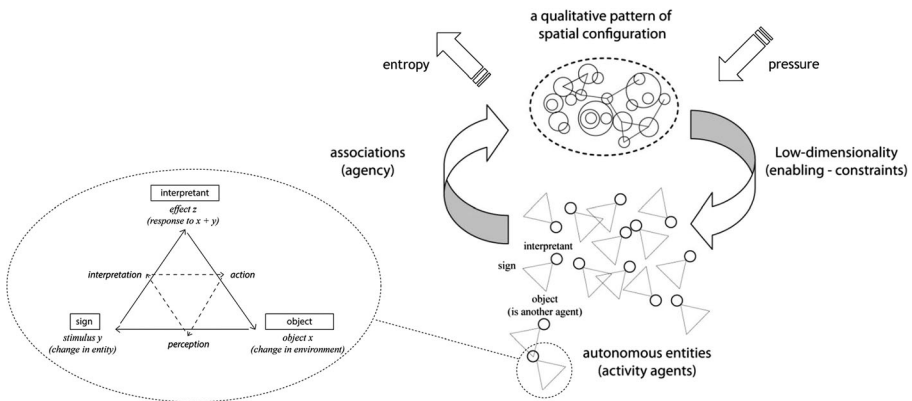 a qualitative pattern of
spatial configuration
entropy
pressure
associations
(agency)
Low-dimensionality
(enabling - constraints)
interpretant
sign
object
(is another agent)
autonomous entities
(activity agents)
interpretant
effect z
(response to x + y)
interpretation
action
sign
stimulus y
(change in entity)
perception
object
object x
(change in environment)